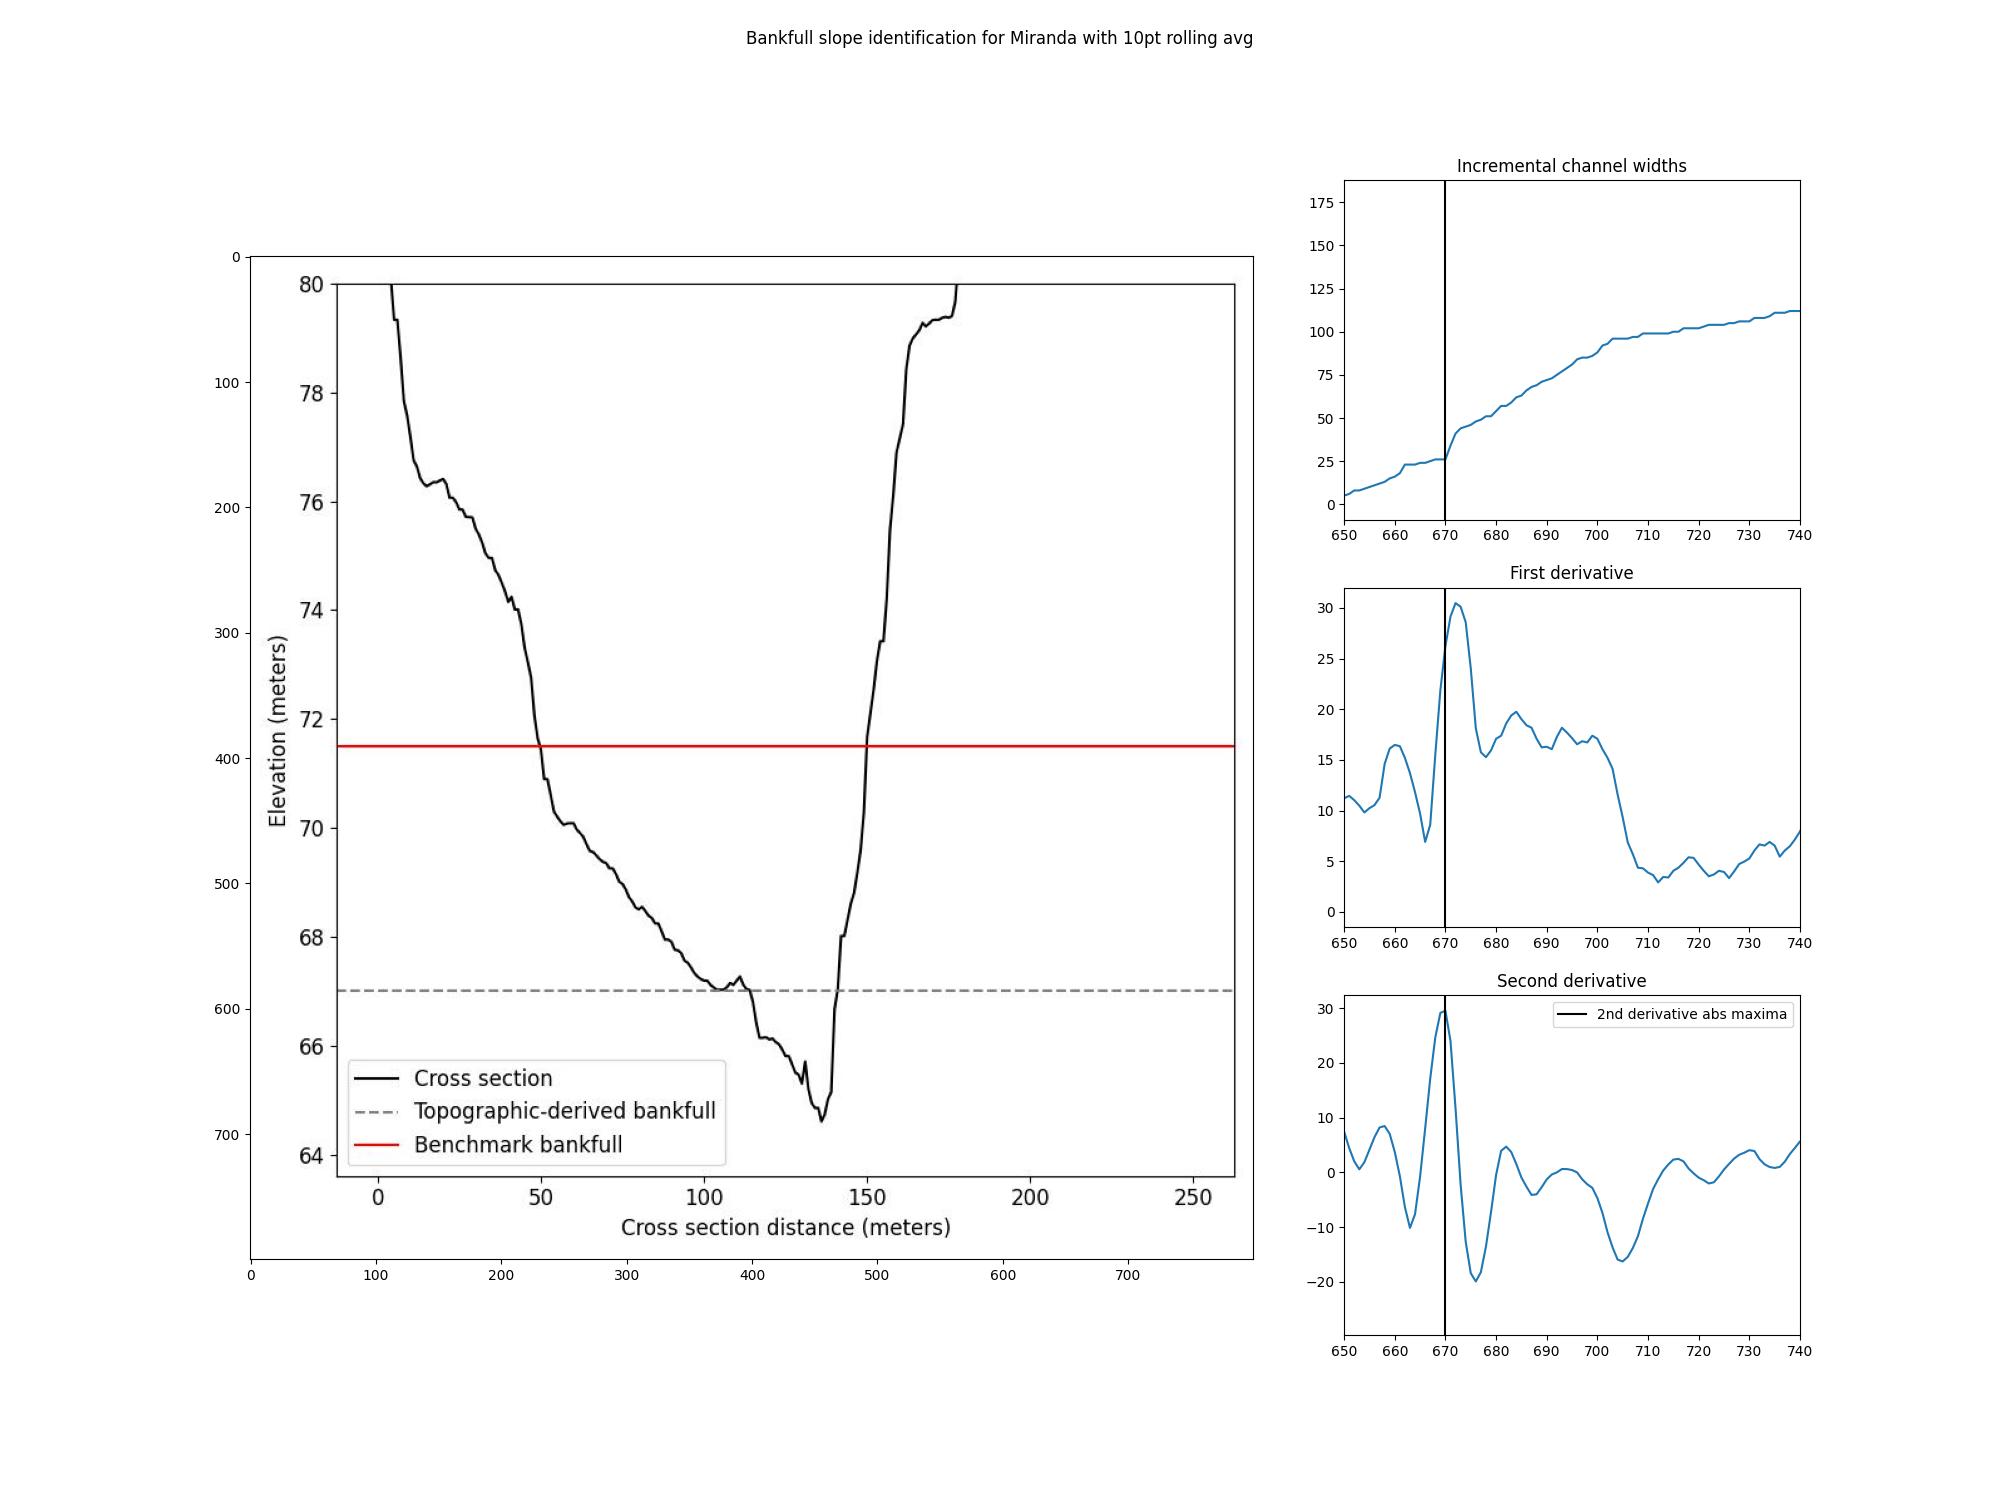 Bankfull slope identification for Miranda with 10pt rolling avg
0
100
200
300
400
500
600
700
0 100 200 300 400 500 600 700
80
78
76
74
72
70
68
66
64
Elevation (meters)
Cross section
Topographic-derived bankfull
Benchmark bankfull
0 50 100 150 200 250
Cross section distance (meters)
Incremental channel widths
175
150
125
100
75
50
25
0
650 660 670 680 690 700 710 720 730 740
First derivative
30
25
20
15
10
5
0
650 660 670 680 690 700 710 720 730 740
Second derivative
2nd derivative abs maxima
30
20
10
0
−10
−20
650 660 670 680 690 700 710 720 730 740